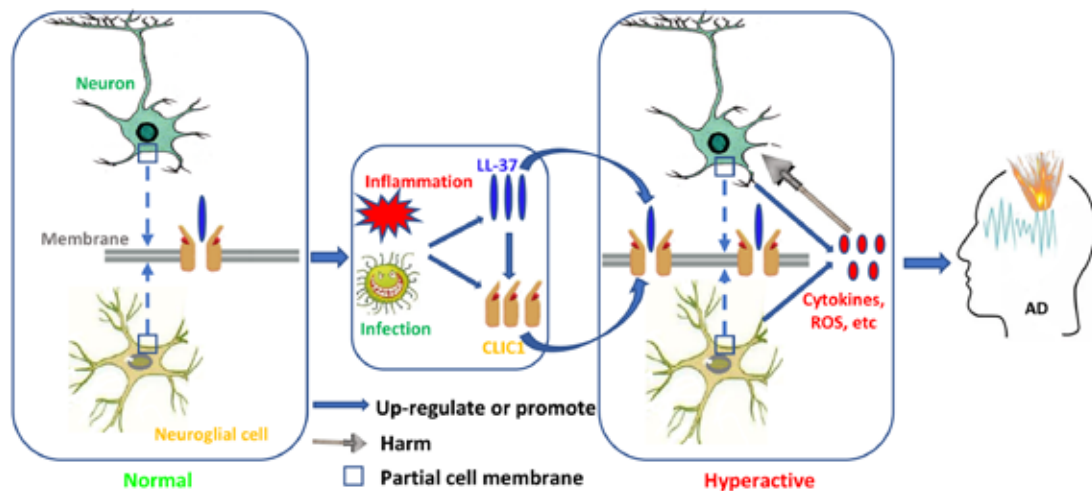 Neuron
Membrane
Neuroglial cell
Normal
Inflammation
LL-37
Infection
CLIC1
Up-regulate or promote
Harm
Partial cell membrane
Cytokines,
ROS, etc
Hyperactive
AD